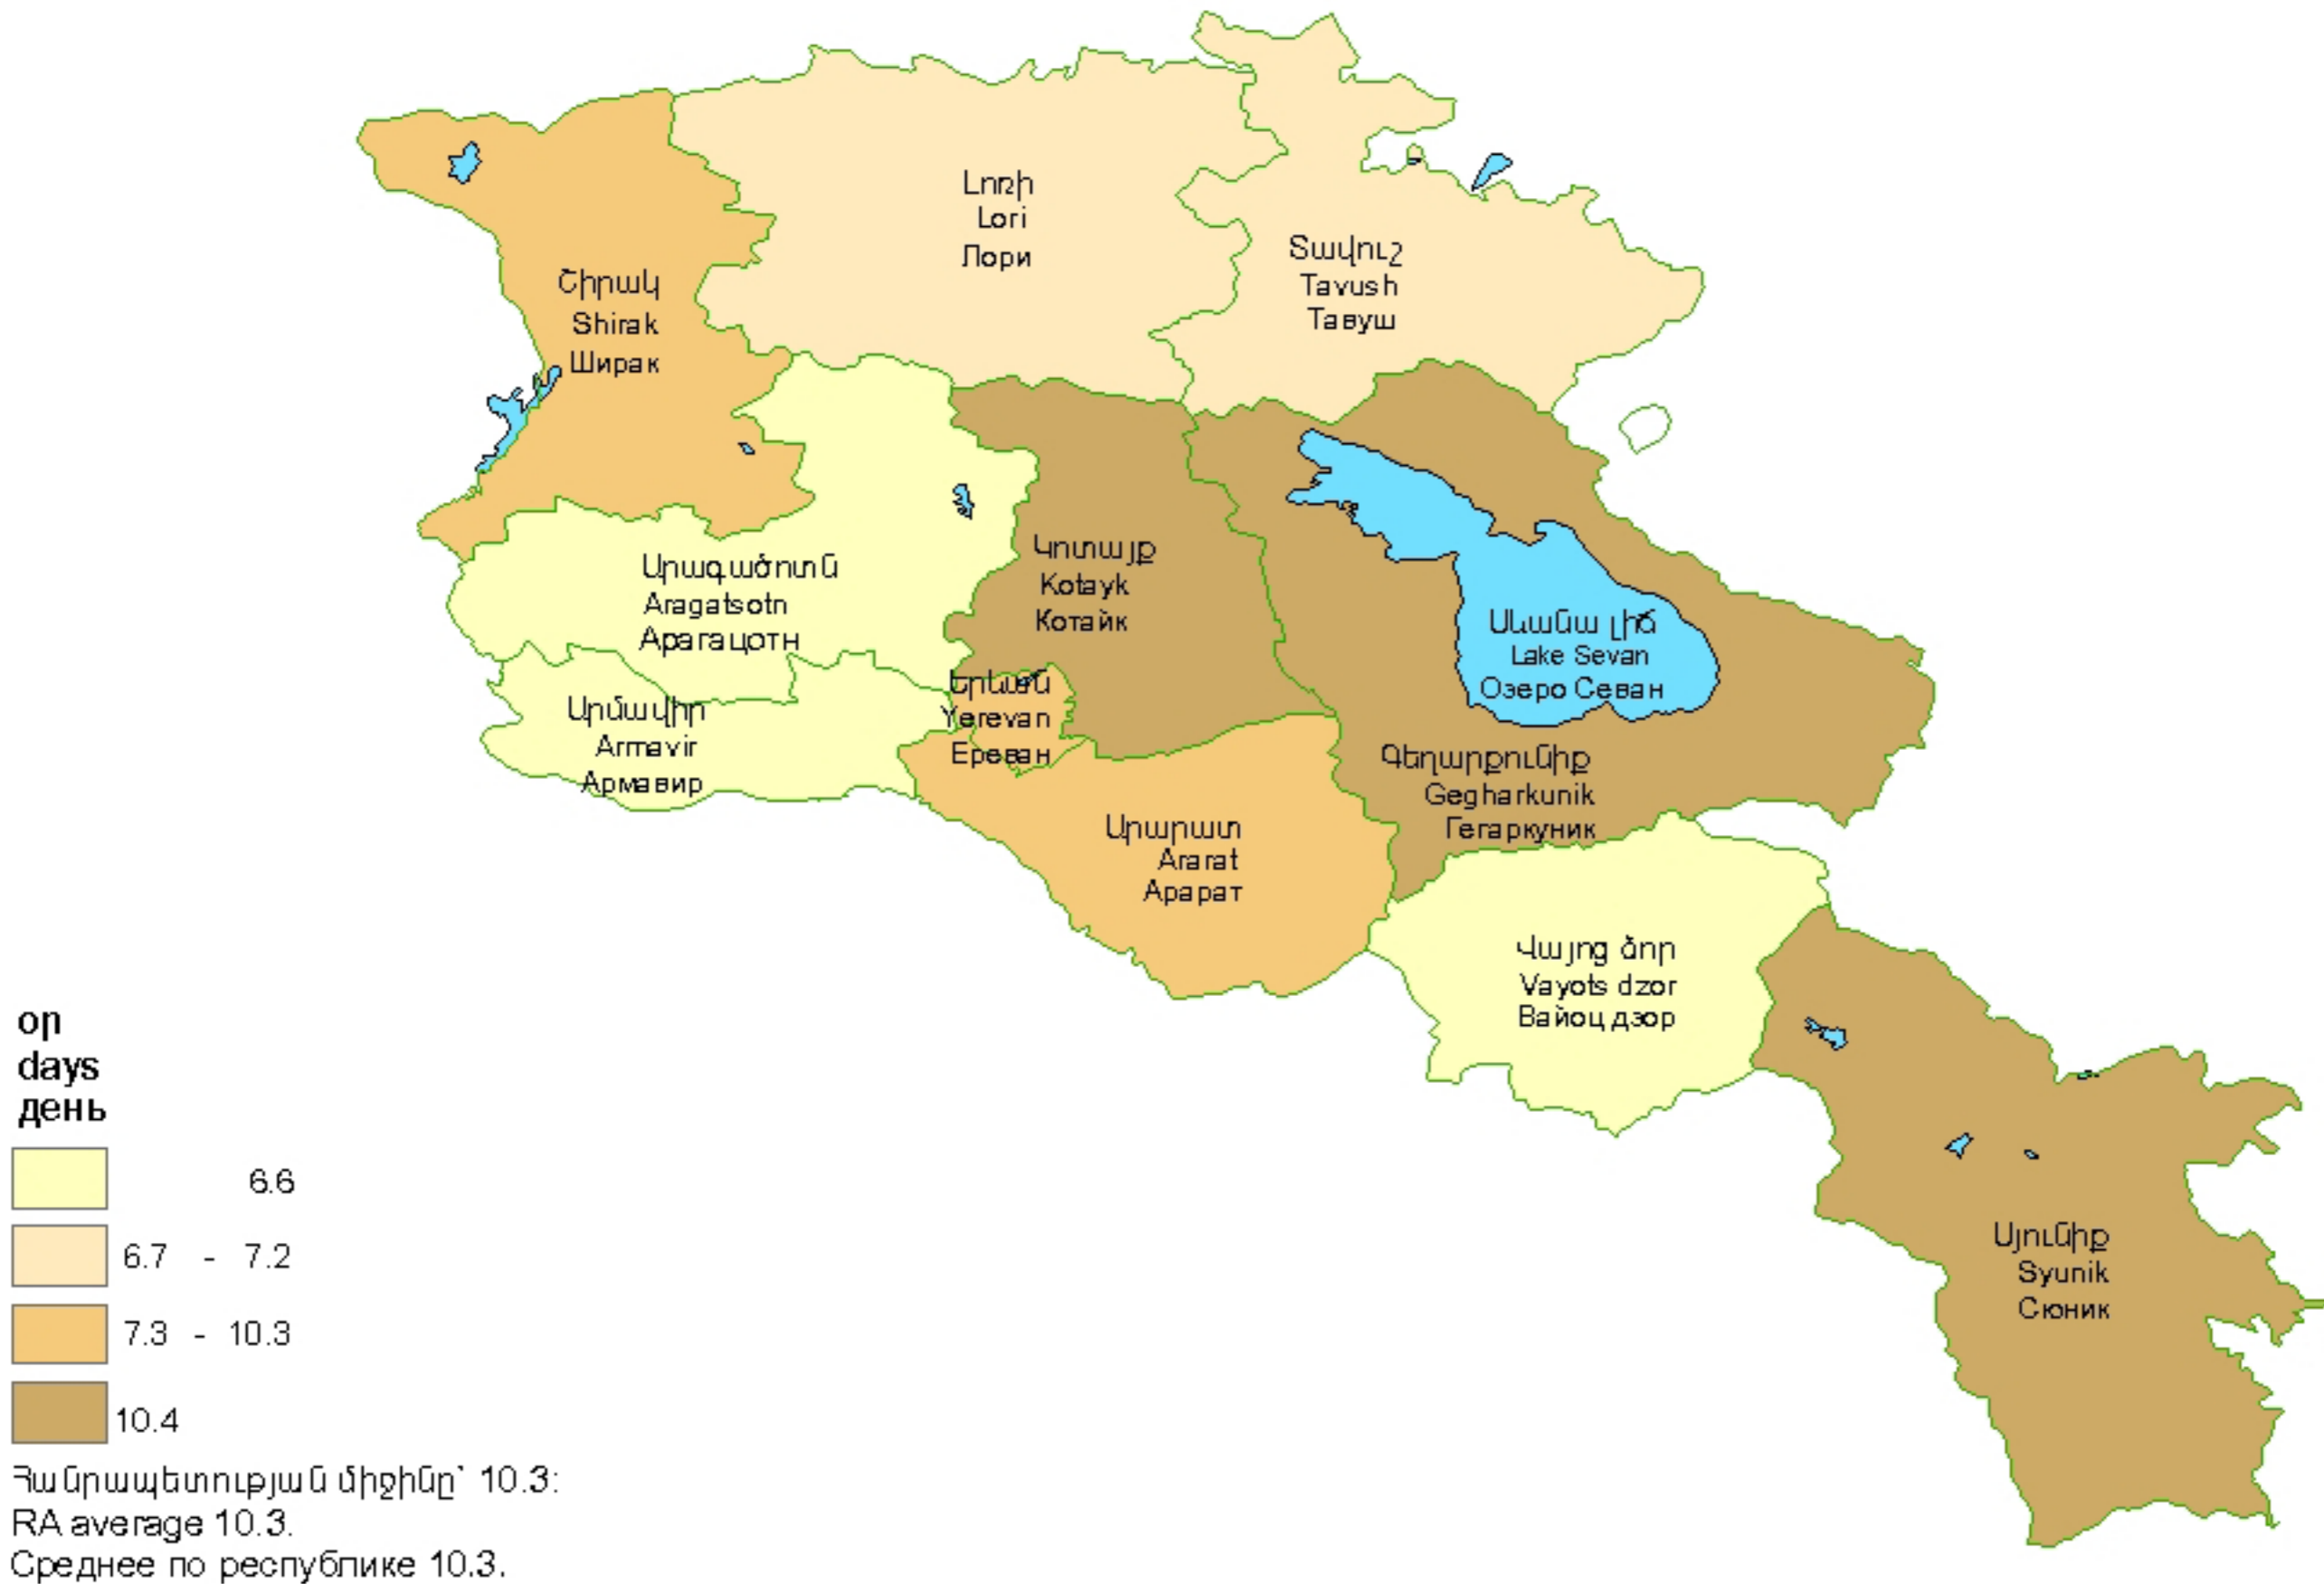 Լոռի
Lori
Лори
Տավուշ
Tavush
Тавуш
Շիրակ
Shirak
Ширак
Արագածոտն
Aragatsotn
Арагацотн
Կոտայք
Kotayk
Котайк
Սևանա լիճ
Lake Sevan
Озеро Севан
Երևան
Yerevan
Ереван
Արմավիր
Armavir
Армавир
Գեղարքունիք
Gegharkunik
Гегаркуник
Արարատ
Ararat
Арарат
Վայոց ձոր
Vayots dzor
Вайоц дзор
Սյունիք
Syunik
Сюник
օր
days
день
6.6
6.7 - 7.2
7.3 - 10.3
10.4
Հանրապետության միջինը՝ 10.3:
RA average 10.3.
Среднее по республике 10.3.